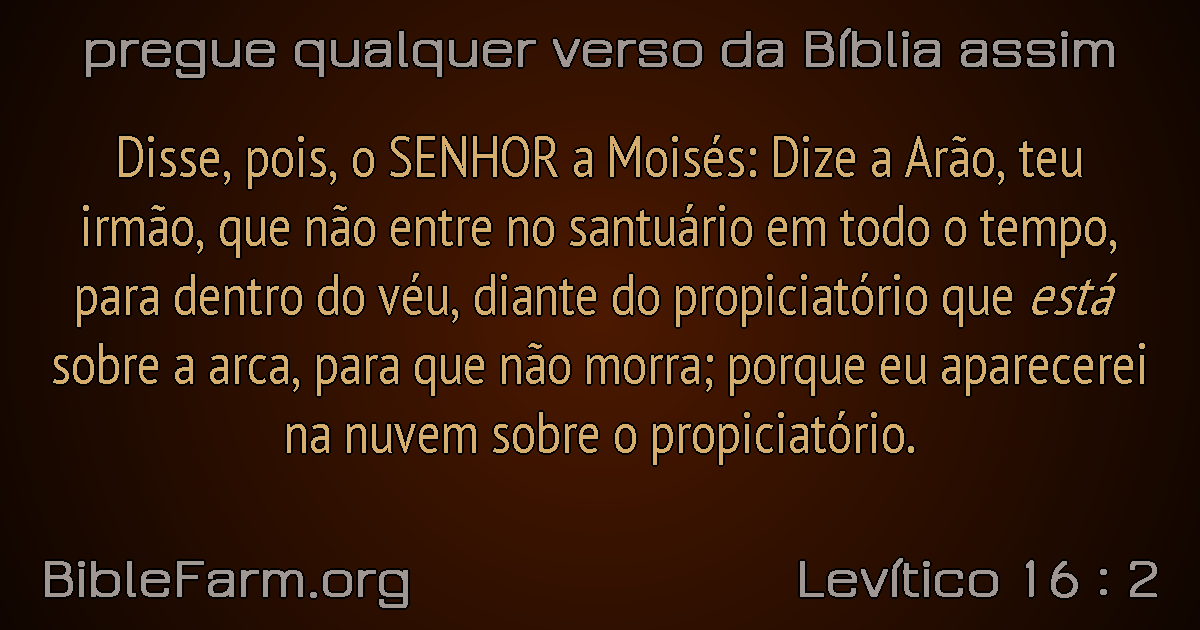 pregue qualquer verso da Bíblia assim
Disse, pois, o SENHOR a Moisés: Dize a Arão, teu
irmão, que não entre no santuário em todo o tempo,
para dentro do véu, diante do propiciatório que está
sobre a arca, para que não morra; porque eu aparecerei
na nuvem sobre o propiciatório.
BibleFarm.org
Levítico 16 : 2